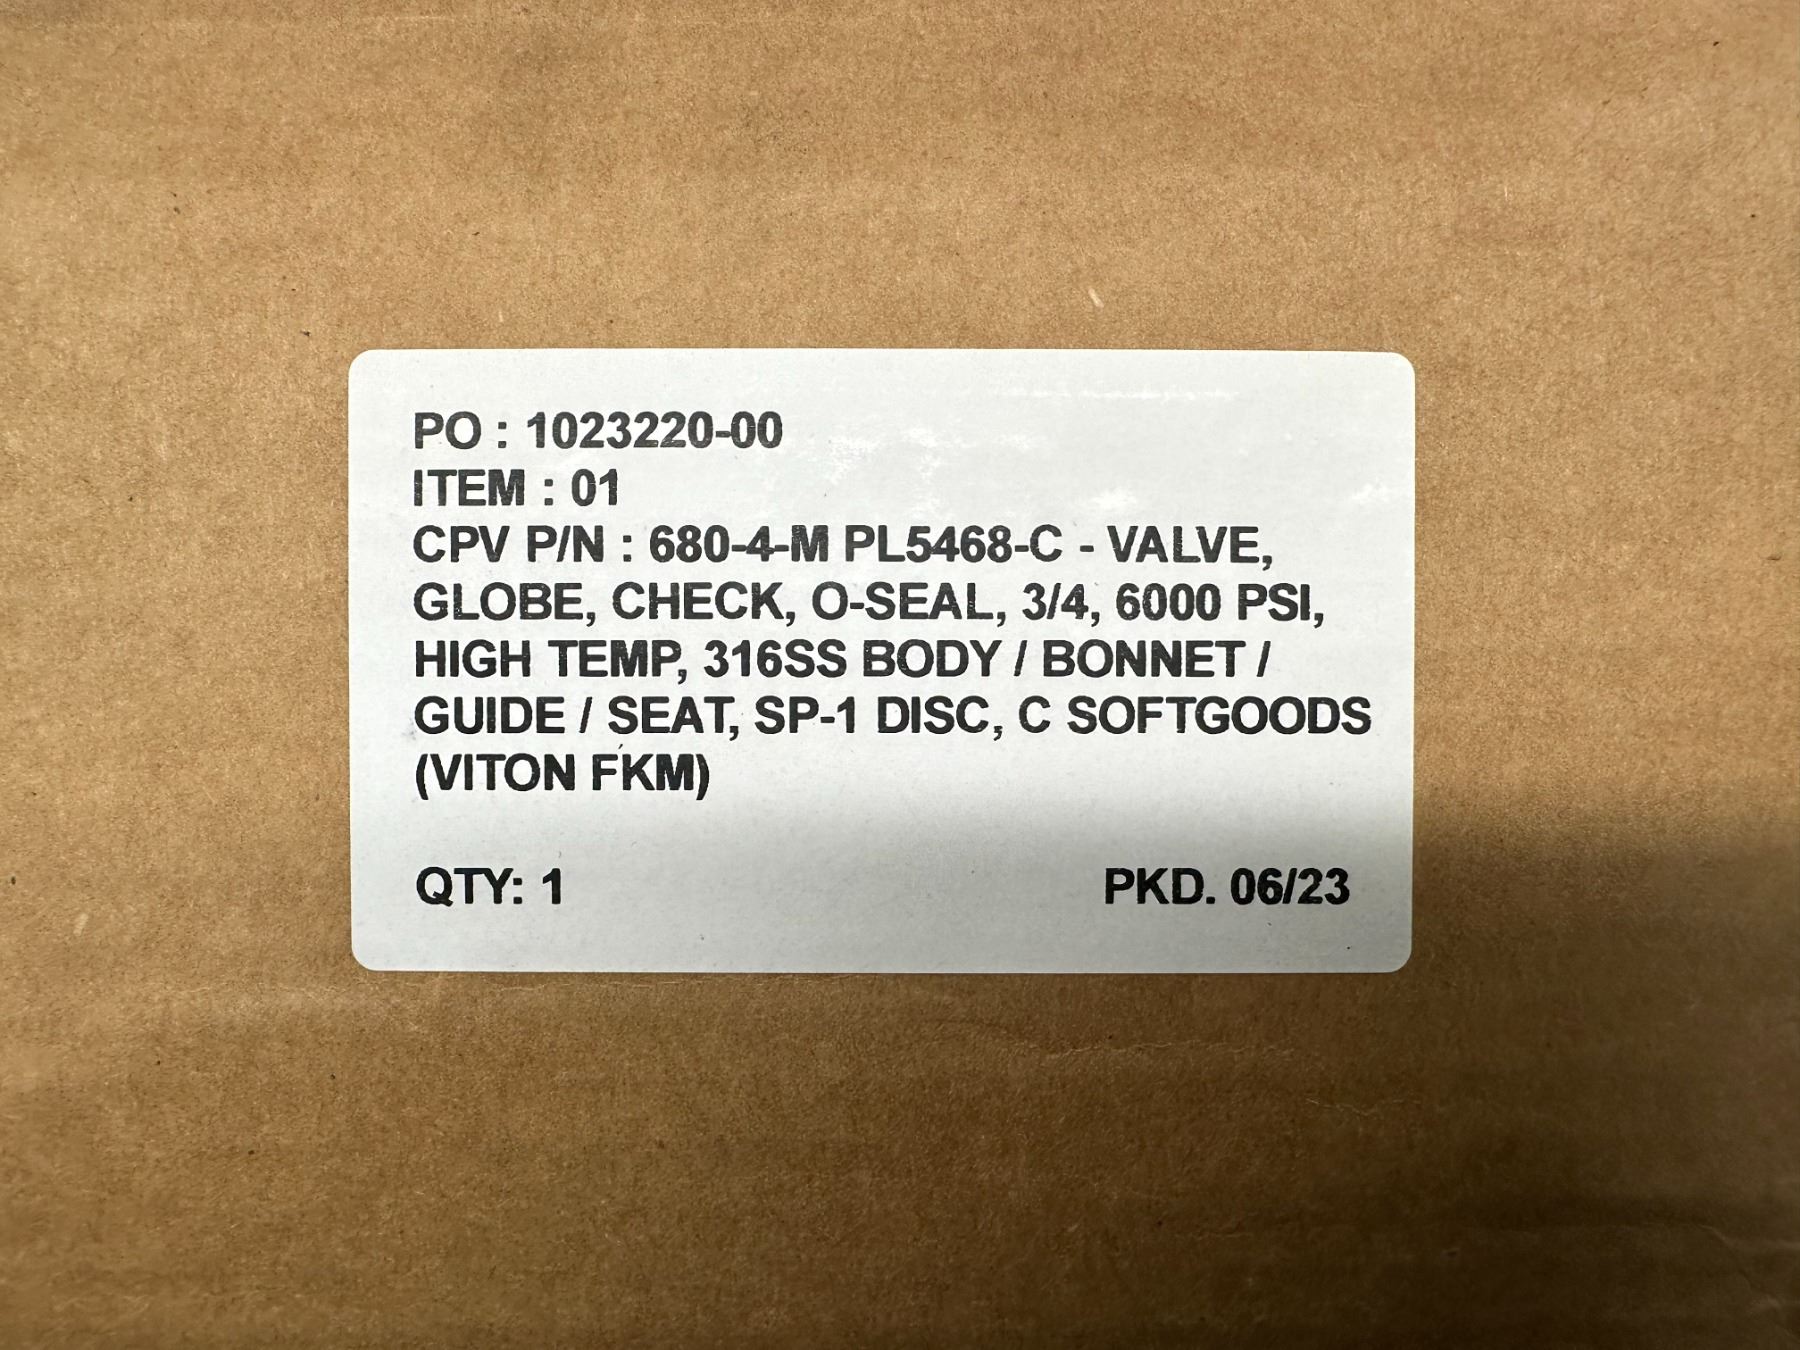 PO : 1023220-00
ITEM : 01
CPV P/N : 680-4-M PL5468-C - VALVE,
GLOBE, CHECK, O-SEAL, 3/4, 6000 PSI,
HIGH TEMP, 316SS BODY / BONNET /
GUIDE / SEAT, SP-1 DISC, C SOFTGOODS
(VITON FKM)
QTY: 1 PKD. 06/23